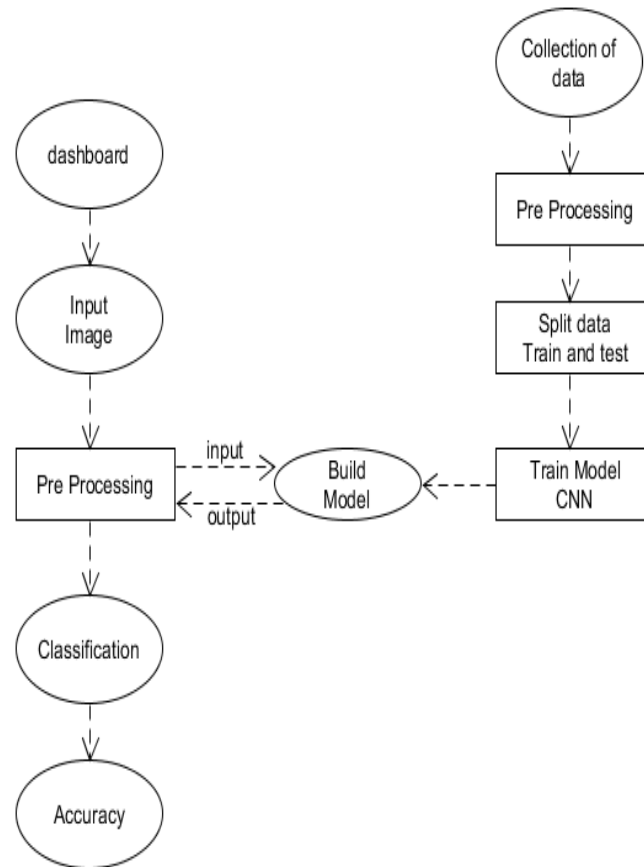 Collection of
data
dashboard
Pre Processing
Input
Image
Split data
Train and test
input
Pre Processing
Build
Model
Train Model
CNN
output
Classification
Accuracy